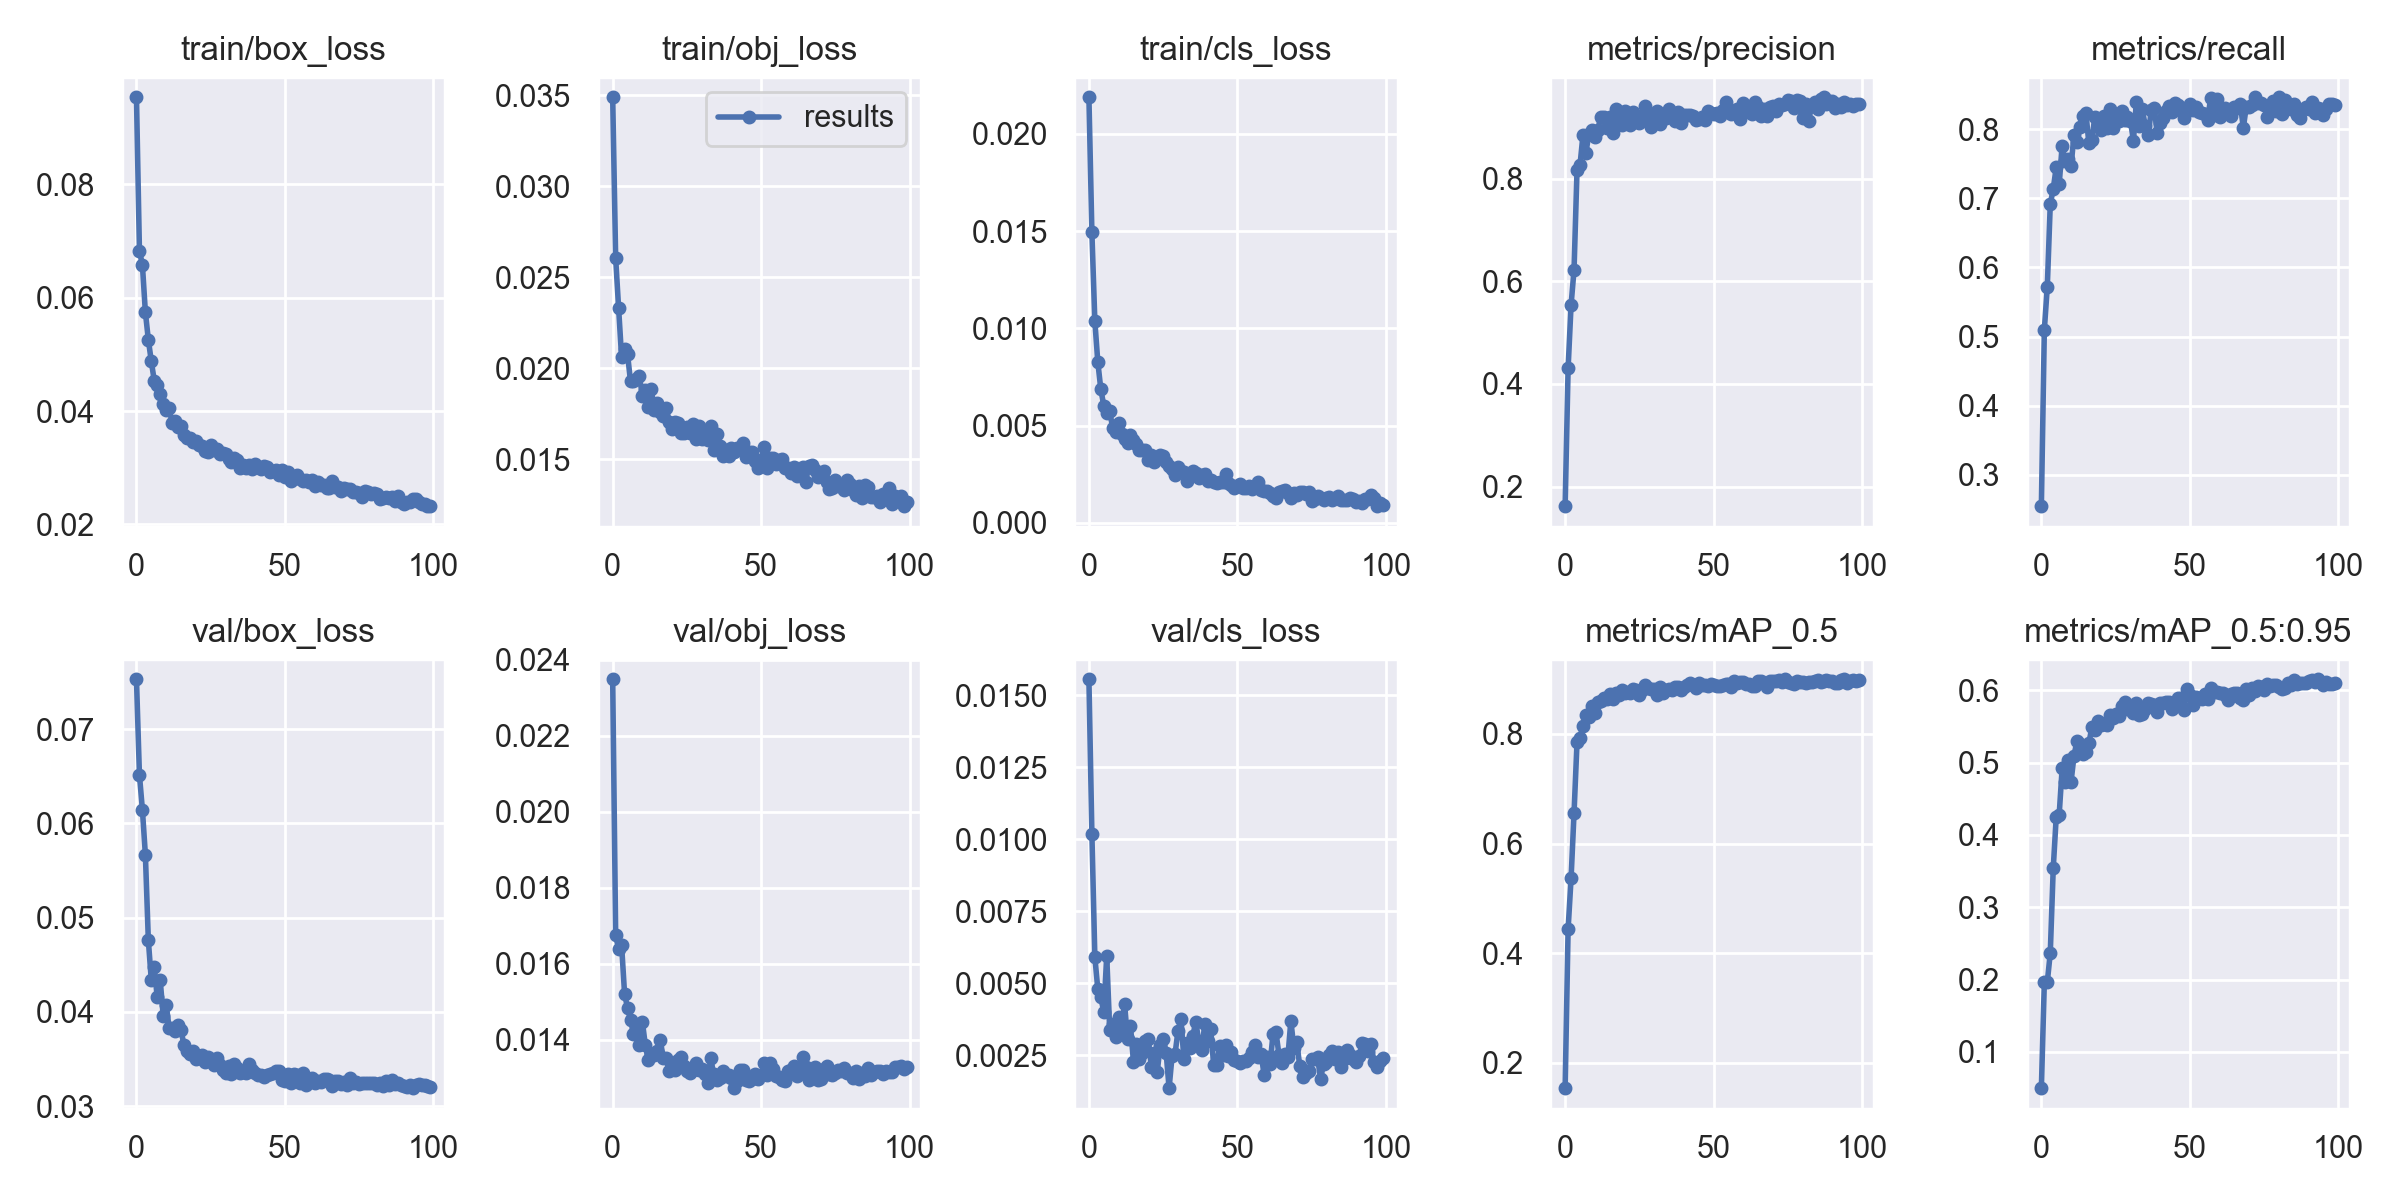 train/box_loss
0.08
0.06
0.04
0.02
0 50 100
train/obj_loss
results
0.035
0.030
0.025
0.020
0.015
0 50 100
train/cls_loss
0.020
0.015
0.010
0.005
0.000
0 50 100
metrics/precision
0.8
0.6
0.4
0.2
0 50 100
metrics/recall
0.8
0.7
0.6
0.5
0.4
0.3
0 50 100
val/box_loss
0.07
0.06
0.05
0.04
0.03
0 50 100
val/obj_loss
0.024
0.022
0.020
0.018
0.016
0.014
0 50 100
val/cls_loss
0.0150
0.0125
0.0100
0.0075
0.0050
0.0025
0 50 100
metrics/mAP_0.5
0.8
0.6
0.4
0.2
0 50 100
metrics/mAP_0.5:0.95
0.6
0.5
0.4
0.3
0.2
0.1
0 50 100